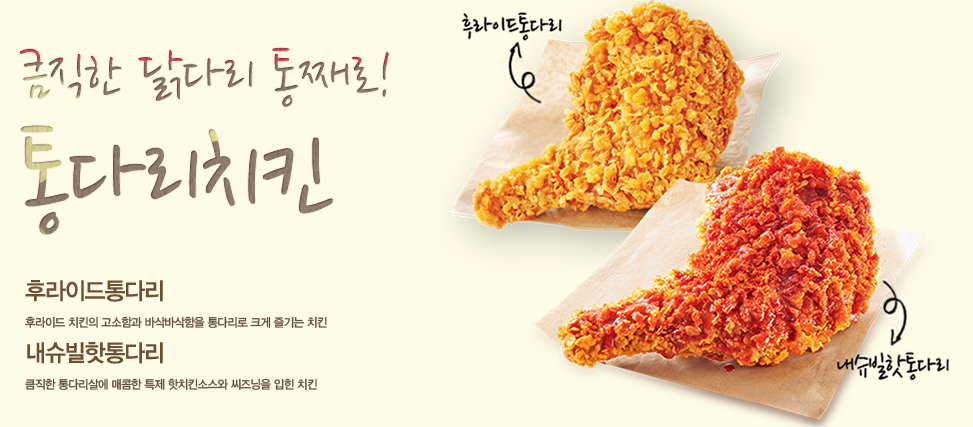 큼직한 닭다리 통째로!
통다리치킨
후라이드통다리
후라이드 치킨의 고소함과 바삭바삭함을 통다리로 크게 즐기는 치킨
내슈빌핫통다리
큼직한 통다리살에 매콤한 특제 핫치킨소스와 씨즈닝을 입힌 치킨
후라이드통다리
내슈빌핫통다리